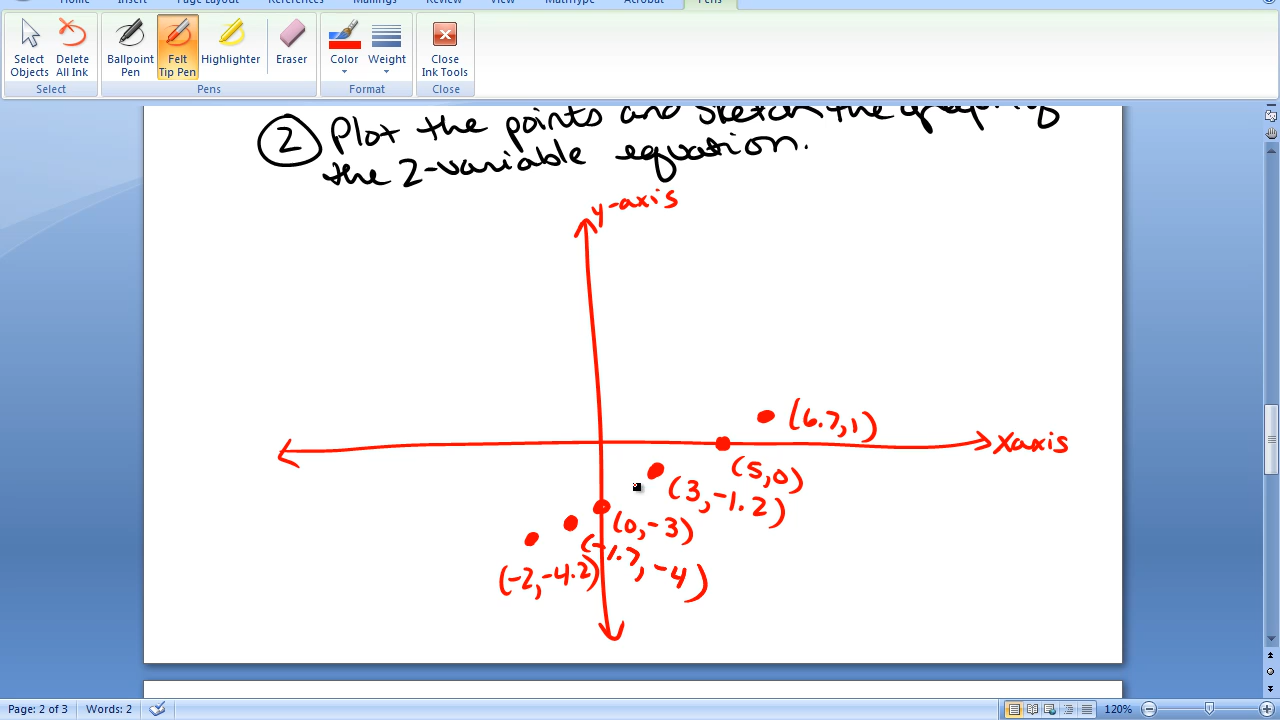 Home Insert Page Layout References Mailings Review View MathType Acrobat Pens
Select Objects
Delete All Ink
Ballpoint Pen
Felt Tip Pen
Highlighter
Eraser
Color
Weight
Close Ink Tools
Select
Pens
Format
Close
2 Plot the points and sketch the graph of
the 2-variable equation.
y-axis
(6.7,1)
xaxis
(5,0)
(3,-1.2)
(0,-3)
(-1.7,-4)
(-2,-4.2)
Page: 2 of 3 Words: 2 120%